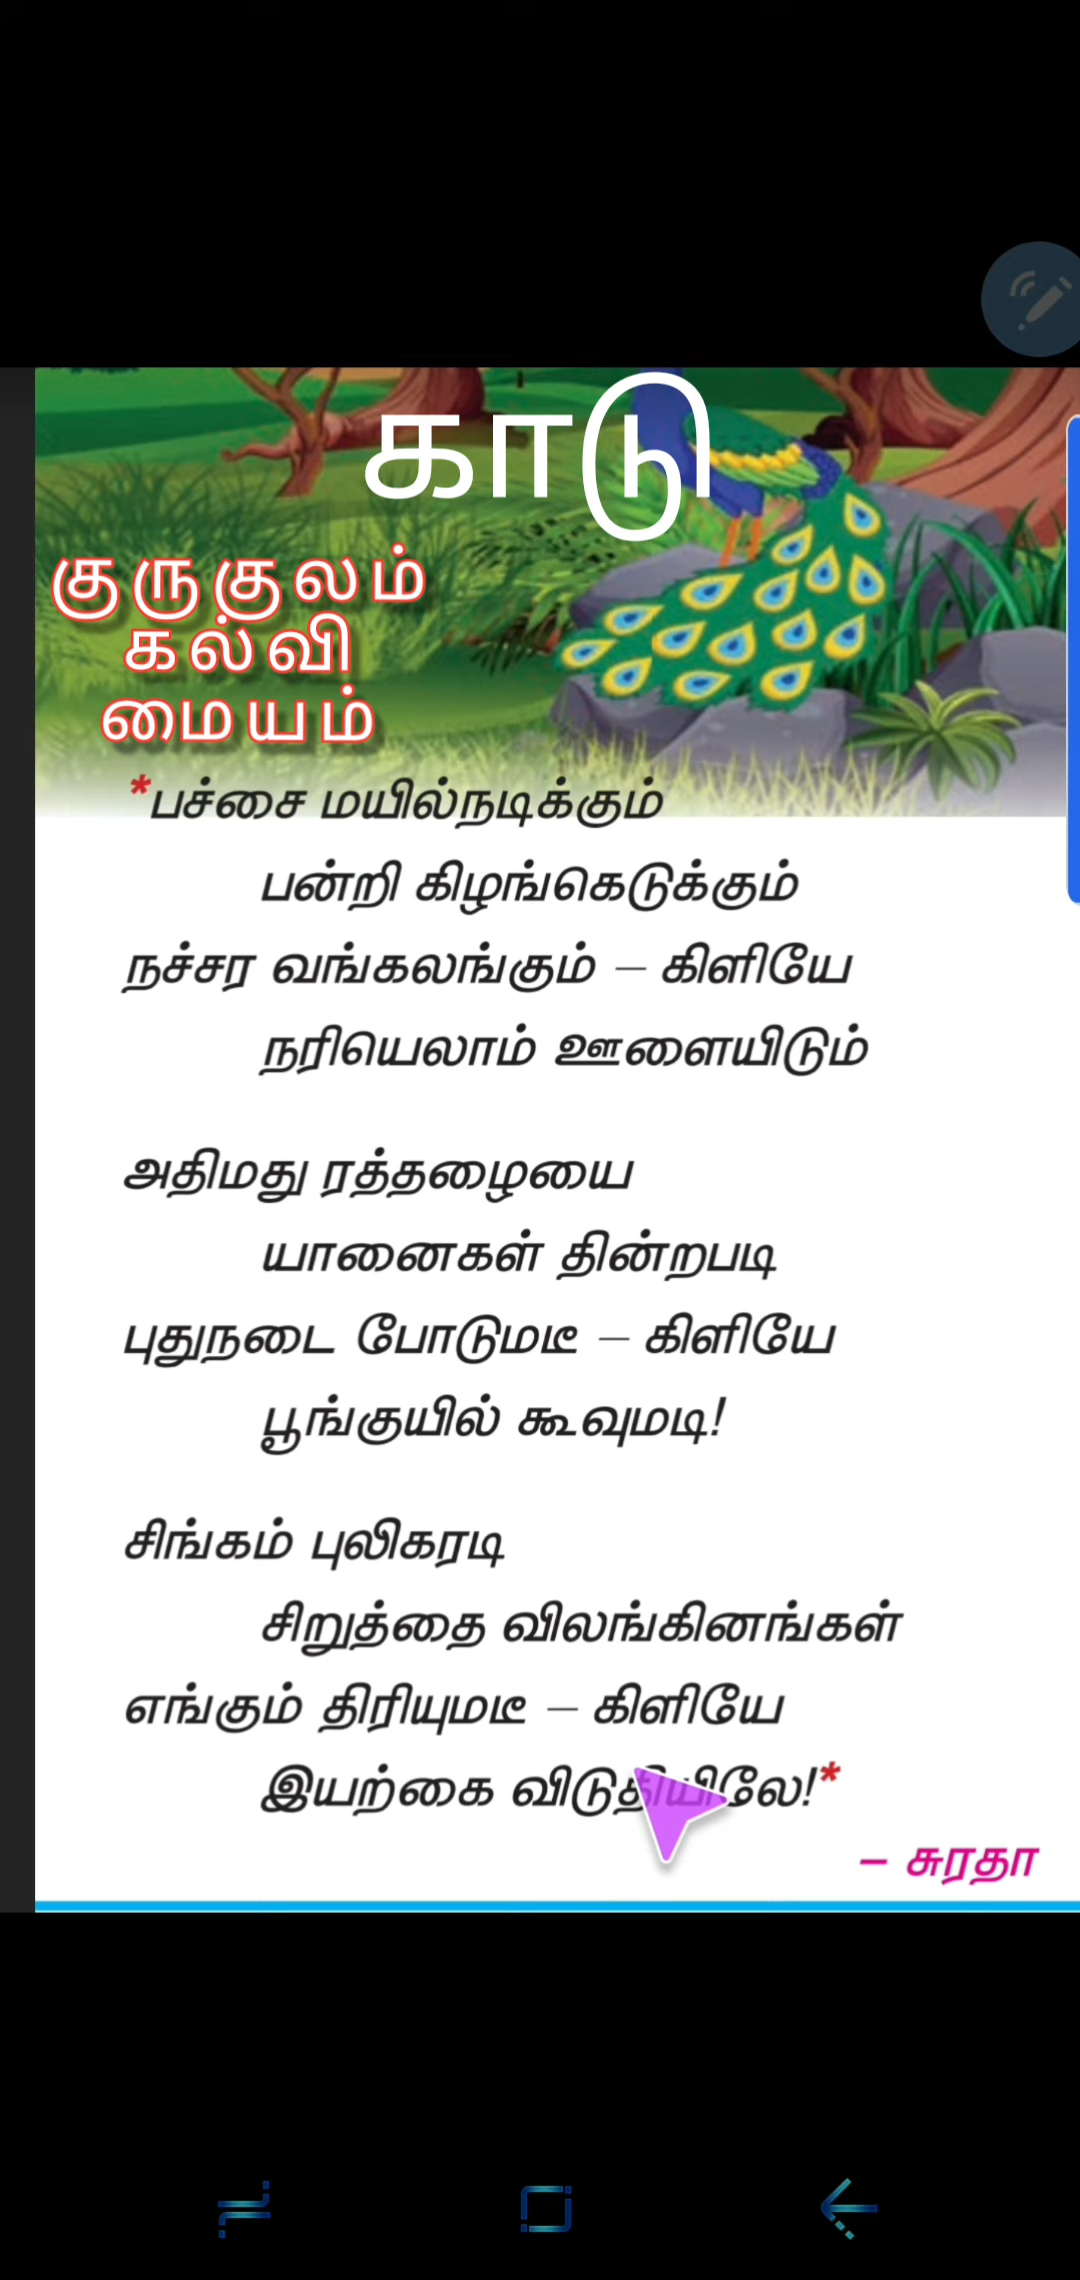 காடு
குருகுலம்
கல்வி
மையம்
*பச்சை மயில்நடிக்கும்
பன்றி கிழங்கெடுக்கும்
நச்சர வங்கலங்கும் – கிளியே
நரியெலாம் ஊளையிடும்
அதிமது ரத்தழையை
யானைகள் தின்றபடி
புதுநடை போடுமடீ – கிளியே
பூங்குயில் கூவுமடி!
சிங்கம் புலிகரடி
சிறுத்தை விலங்கினங்கள்
எங்கும் திரியுமடீ – கிளியே
இயற்கை விடுதியிலே!*
– சுரதா